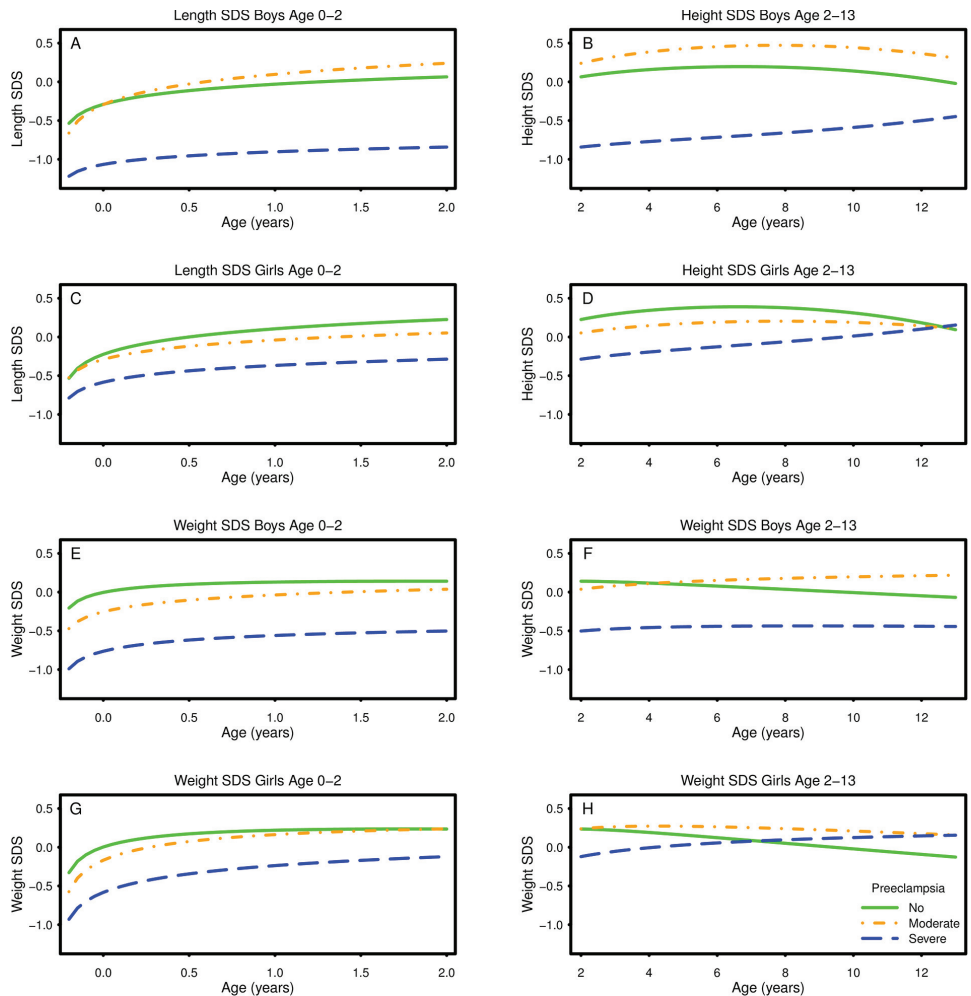 Length SDS Boys Age 0−2
A
Length SDS
0.5
0.0
−0.5
−1.0
0.0 0.5 1.0 1.5 2.0
Age (years)
Height SDS Boys Age 2−13
B
Height SDS
0.5
0.0
−0.5
−1.0
2 4 6 8 10 12
Age (years)
Length SDS Girls Age 0−2
C
Length SDS
0.5
0.0
−0.5
−1.0
0.0 0.5 1.0 1.5 2.0
Age (years)
Height SDS Girls Age 2−13
D
Height SDS
0.5
0.0
−0.5
−1.0
2 4 6 8 10 12
Age (years)
Weight SDS Boys Age 0−2
E
Weight SDS
0.5
0.0
−0.5
−1.0
0.0 0.5 1.0 1.5 2.0
Age (years)
Weight SDS Boys Age 2−13
F
Weight SDS
0.5
0.0
−0.5
−1.0
2 4 6 8 10 12
Age (years)
Weight SDS Girls Age 0−2
G
Weight SDS
0.5
0.0
−0.5
−1.0
0.0 0.5 1.0 1.5 2.0
Age (years)
Weight SDS Girls Age 2−13
H
Weight SDS
0.5
0.0
−0.5
−1.0
2 4 6 8 10 12
Age (years)
Preeclampsia
No
Moderate
Severe